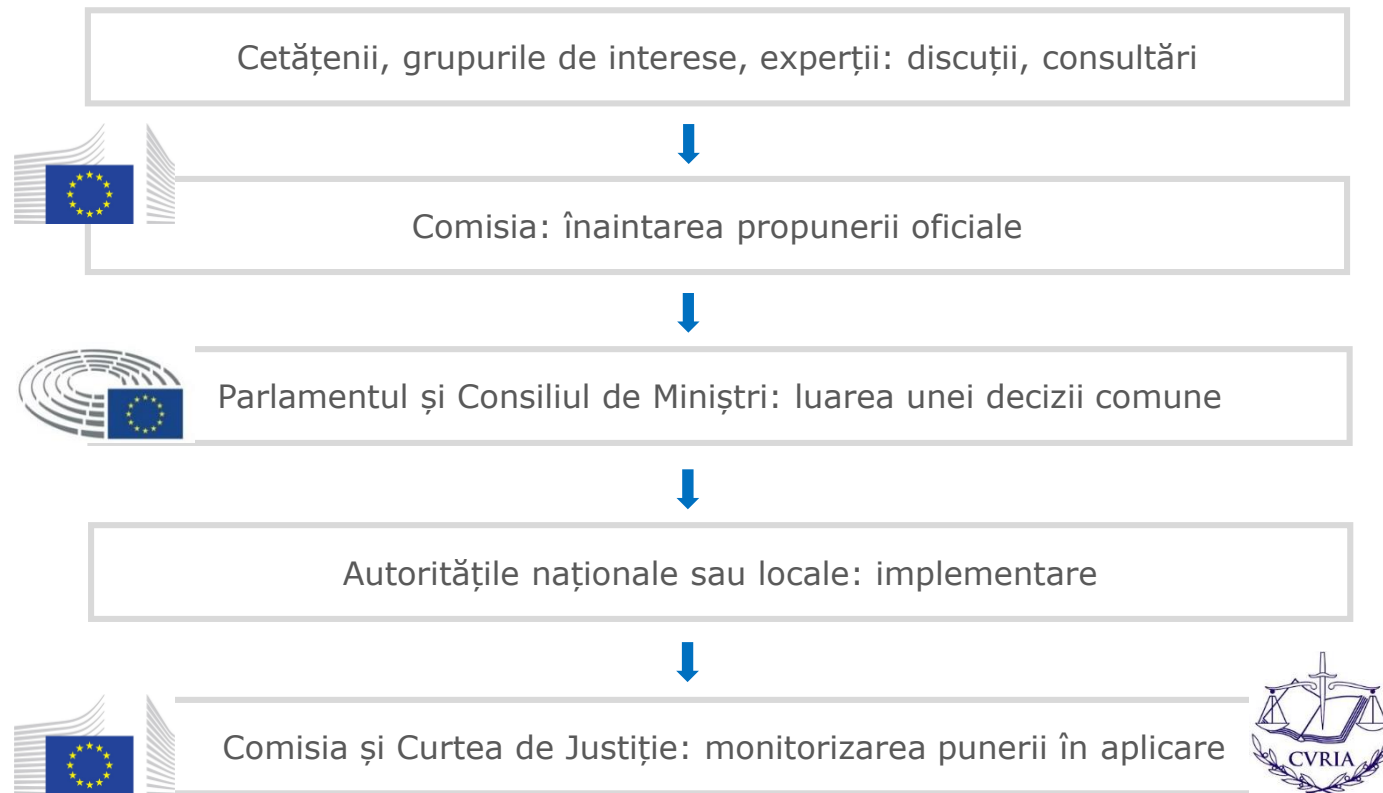 Cetățenii, grupurile de interese, experții: discuții, consultări
Comisia: înaintarea propunerii oficiale
Parlamentul și Consiliul de Miniștri: luarea unei decizii comune
Autoritățile naționale sau locale: implementare
Comisia și Curtea de Justiție: monitorizarea punerii în aplicare
CVRIA